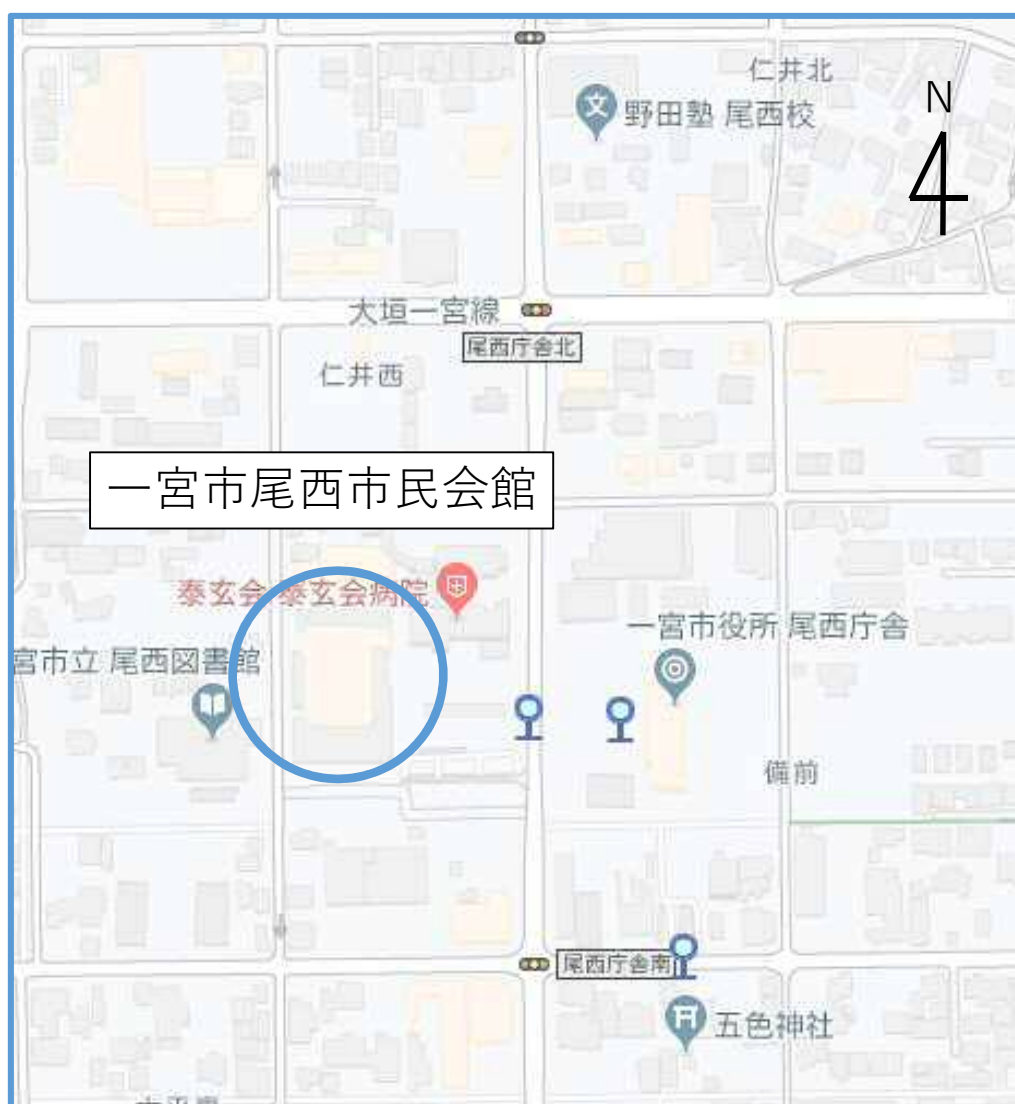 仁井北
野田塾 尾西校
N
大垣一宮線
尾西庁舎北
仁井西
一宮市尾西市民会館
泰玄会 泰玄会病院
一宮市役所 尾西庁舎
宮市立 尾西図書館
備前
尾西庁舎南
五色神社